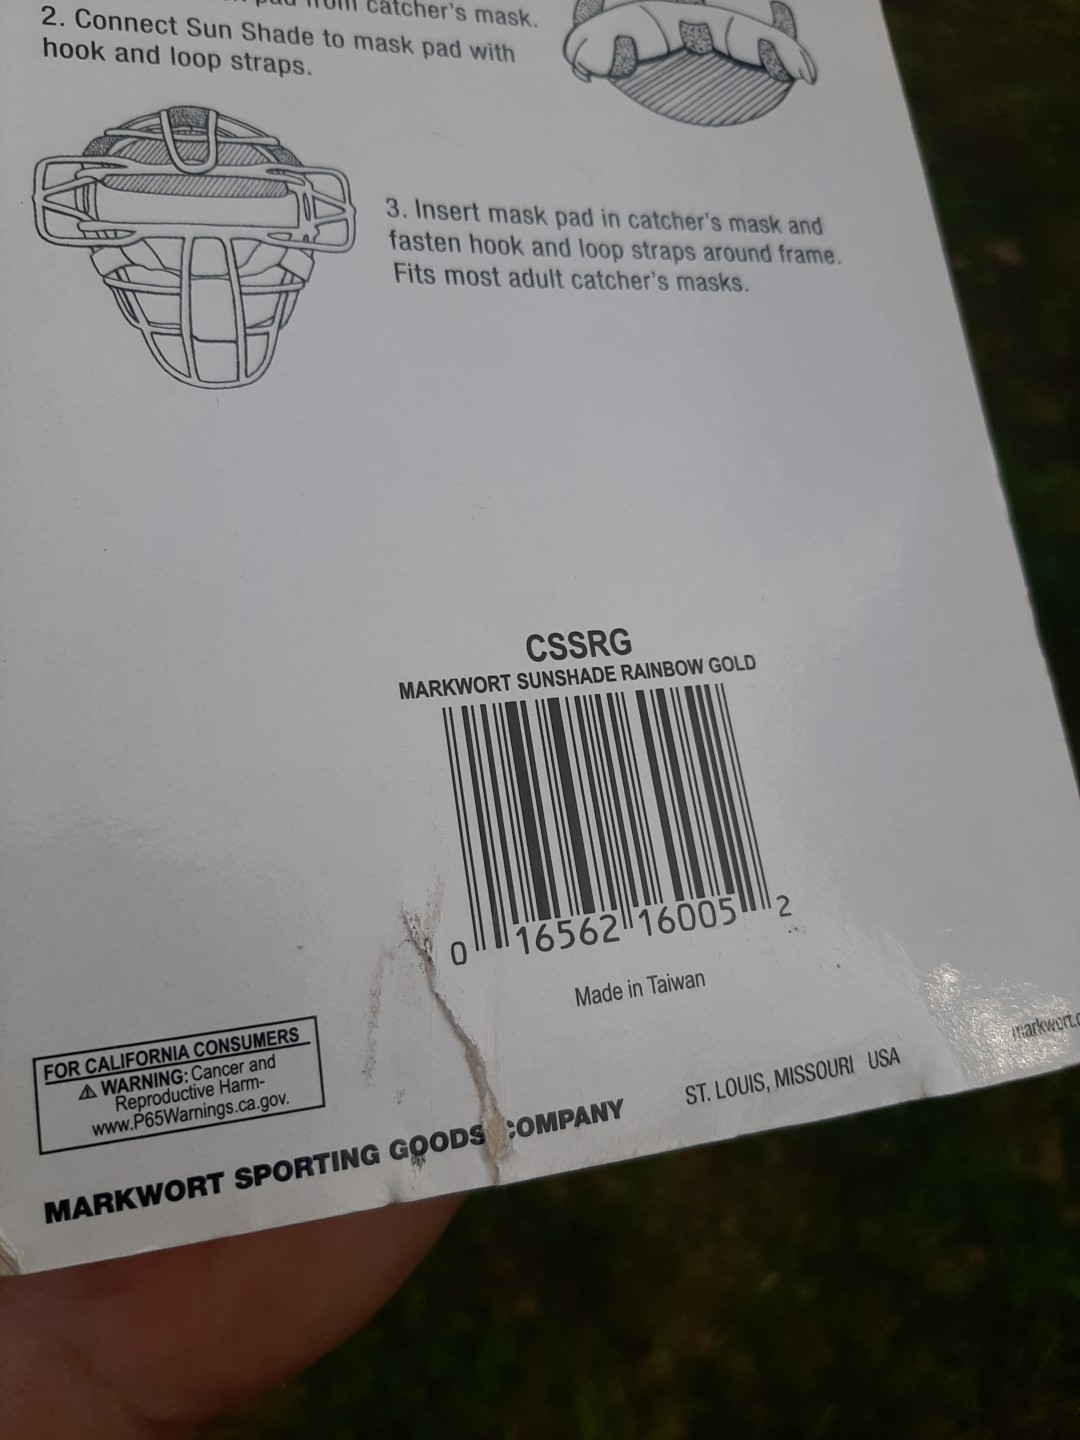 from catcher's mask.
2. Connect Sun Shade to mask pad with
hook and loop straps.
3. Insert mask pad in catcher's mask and
fasten hook and loop straps around frame.
Fits most adult catcher's masks.
CSSRG
MARKWORT SUNSHADE RAINBOW GOLD
0 16562 16005 2
Made in Taiwan
FOR CALIFORNIA CONSUMERS
⚠ WARNING: Cancer and
Reproductive Harm-
www.P65Warnings.ca.gov.
MARKWORT SPORTING GOODS COMPANY
ST. LOUIS, MISSOURI USA
markwort.c